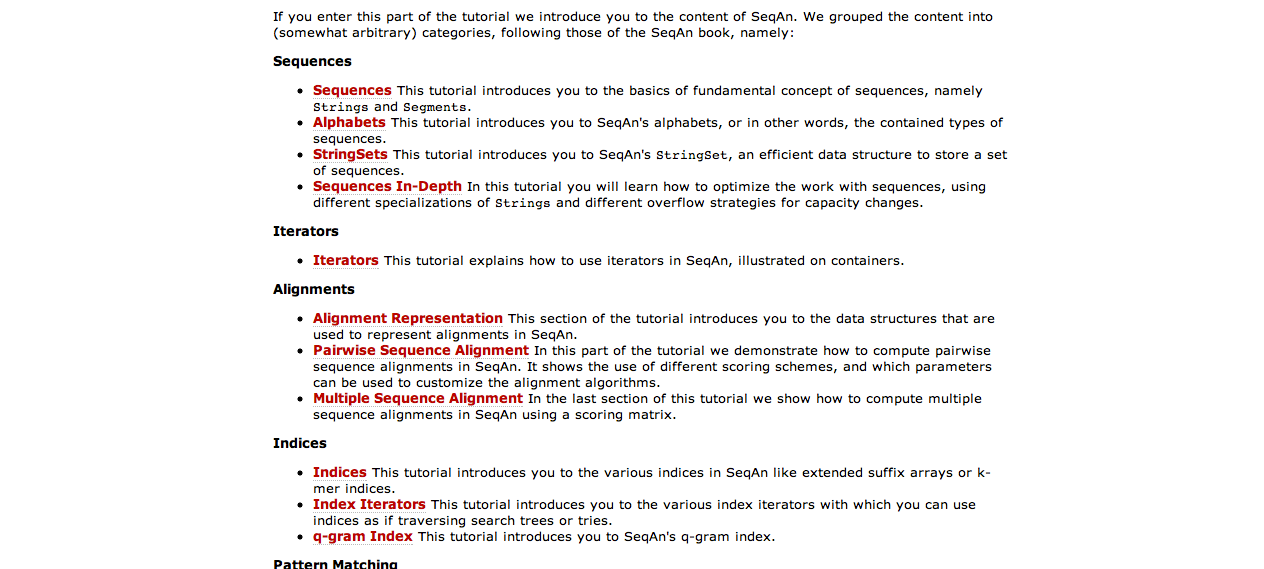 If you enter this part of the tutorial we introduce you to the content of SeqAn. We grouped the content into
(somewhat arbitrary) categories, following those of the SeqAn book, namely:
Sequences
• Sequences This tutorial introduces you to the basics of fundamental concept of sequences, namely
Strings and Segments.
• Alphabets This tutorial introduces you to SeqAn's alphabets, or in other words, the contained types of
sequences.
• StringSets This tutorial introduces you to SeqAn's StringSet, an efficient data structure to store a set
of sequences.
• Sequences In-Depth In this tutorial you will learn how to optimize the work with sequences, using
different specializations of Strings and different overflow strategies for capacity changes.
Iterators
• Iterators This tutorial explains how to use iterators in SeqAn, illustrated on containers.
Alignments
• Alignment Representation This section of the tutorial introduces you to the data structures that are
used to represent alignments in SeqAn.
• Pairwise Sequence Alignment In this part of the tutorial we demonstrate how to compute pairwise
sequence alignments in SeqAn. It shows the use of different scoring schemes, and which parameters
can be used to customize the alignment algorithms.
• Multiple Sequence Alignment In the last section of this tutorial we show how to compute multiple
sequence alignments in SeqAn using a scoring matrix.
Indices
• Indices This tutorial introduces you to the various indices in SeqAn like extended suffix arrays or k-
mer indices.
• Index Iterators This tutorial introduces you to the various index iterators with which you can use
indices as if traversing search trees or tries.
• q-gram Index This tutorial introduces you to SeqAn's q-gram index.
Pattern Matching